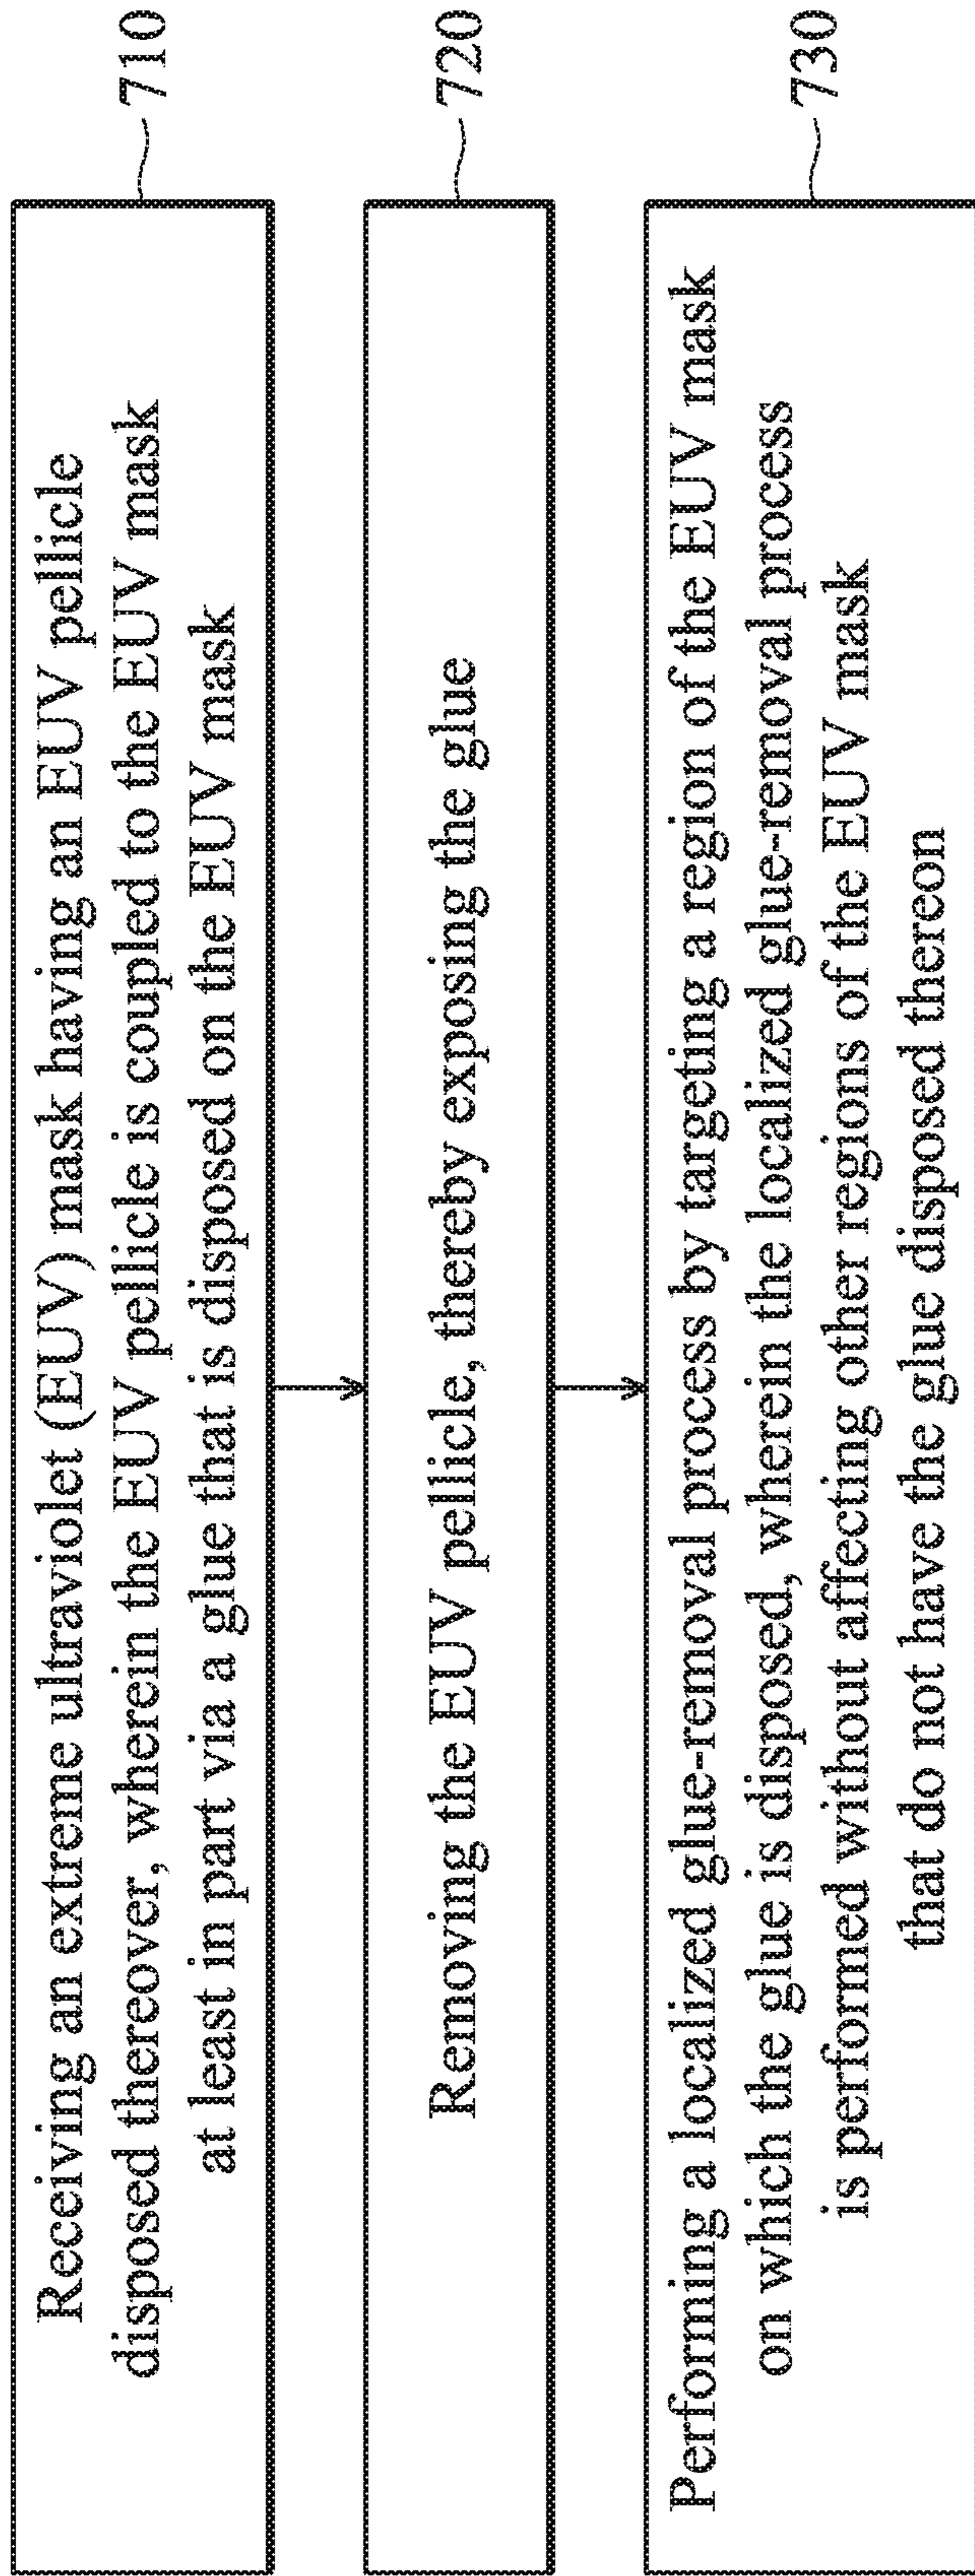 Receiving an extreme ultraviolet (EUV) mask having an EUV pellicle
disposed thereover, wherein the EUV pellicle is coupled to the EUV mask
at least in part via a glue that is disposed on the EUV mask
710
Removing the EUV pellicle, thereby exposing the glue
720
Performing a localized glue-removal process by targeting a region of the EUV mask
on which the glue is disposed, wherein the localized glue-removal process
is performed without affecting other regions of the EUV mask
that do not have the glue disposed thereon
730